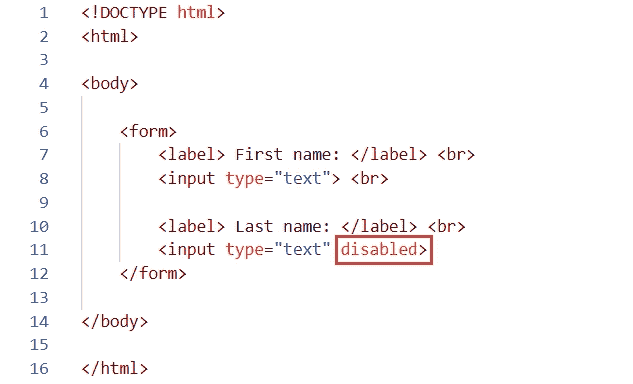 1 <!DOCTYPE html>
2 <html>
3
4 <body>
5
6 <form>
7 <label> First name: </label> <br>
8 <input type="text"> <br>
9
10 <label> Last name: </label> <br>
11 <input type="text" disabled>
12 </form>
13
14 </body>
15
16 </html>